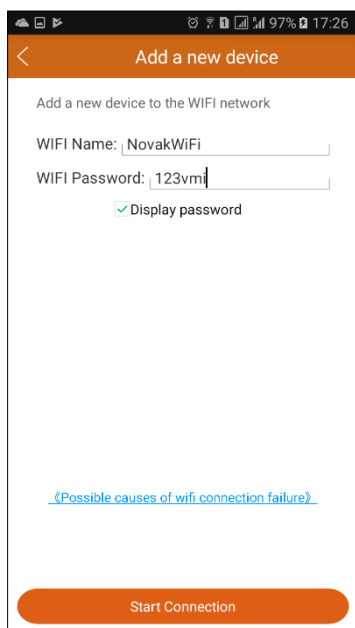 97% 17:26
Add a new device
Add a new device to the WIFI network
WIFI Name: NovakWiFi
WIFI Password: 123vmi
Display password
《Possible causes of wifi connection failure》
Start Connection